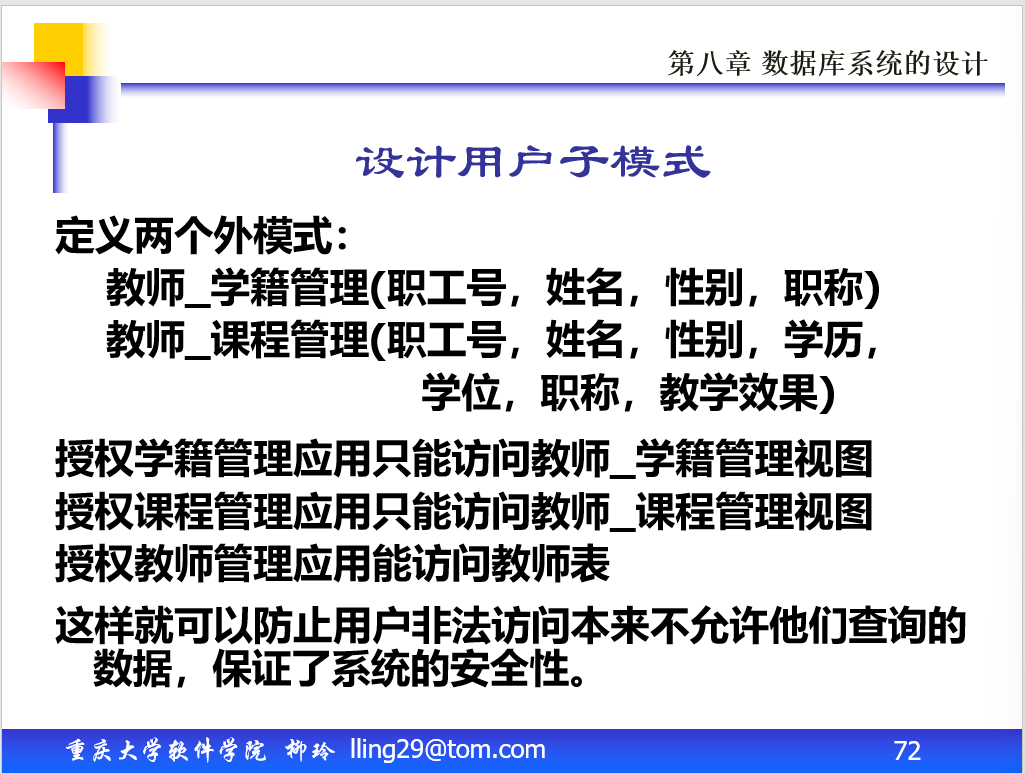 第八章 数据库系统的设计
设计用户子模式
定义两个外模式：
教师_学籍管理(职工号，姓名，性别，职称)
教师_课程管理(职工号，姓名，性别，学历，
学位，职称，教学效果)
授权学籍管理应用只能访问教师_学籍管理视图
授权课程管理应用只能访问教师_课程管理视图
授权教师管理应用能访问教师表
这样就可以防止用户非法访问本来不允许他们查询的
数据，保证了系统的安全性。
重庆大学软件学院 柳玲 lling29@tom.com 72